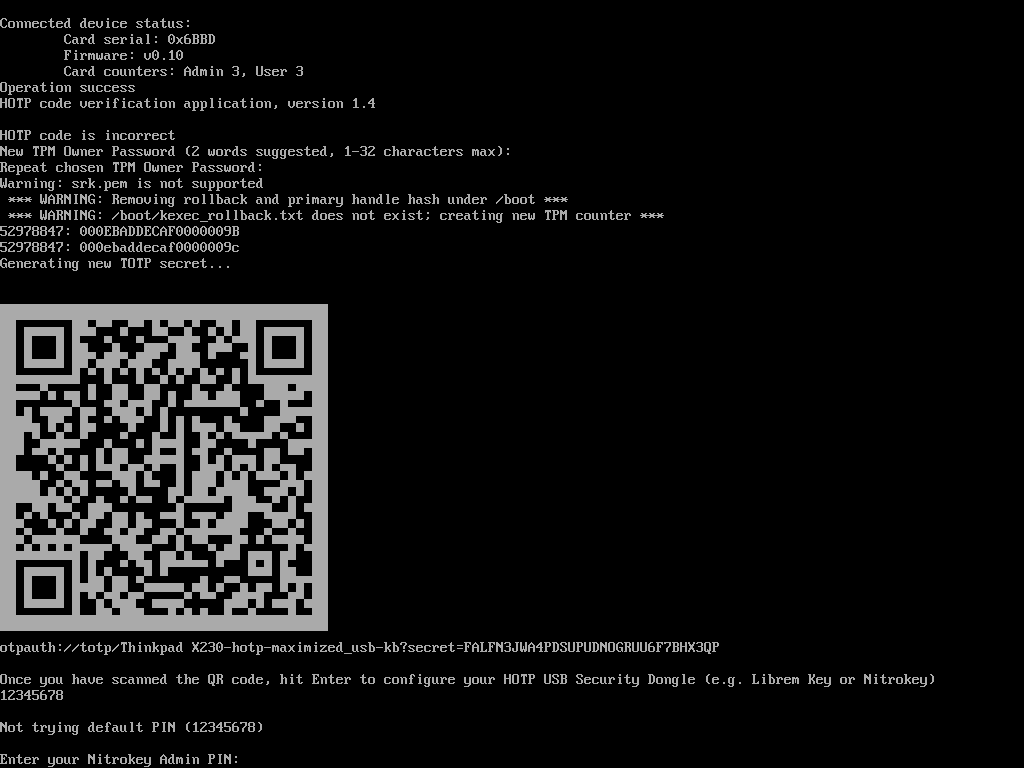 Connected device status:
Card serial: 0x6BBD
Firmware: v0.10
Card counters: Admin 3, User 3
Operation success
HOTP code verification application, version 1.4
HOTP code is incorrect
New TPM Owner Password (2 words suggested, 1-32 characters max):
Repeat chosen TPM Owner Password:
Warning: srk.pem is not supported
*** WARNING: Removing rollback and primary handle hash under /boot ***
*** WARNING: /boot/kexec_rollback.txt does not exist; creating new TPM counter ***
52978847: 000EBADDECAF0000009B
52978847: 000ebaddecaf0000009c
Generating new TOTP secret...
otpauth://totp/Thinkpad X230-hotp-maximized_usb-kb?secret=FALFN3JWA4PDSUPUDNOGRUU6F7BHX3QP
Once you have scanned the QR code, hit Enter to configure your HOTP USB Security Dongle (e.g. Librem Key or Nitrokey)
12345678
Not trying default PIN (12345678)
Enter your Nitrokey Admin PIN: